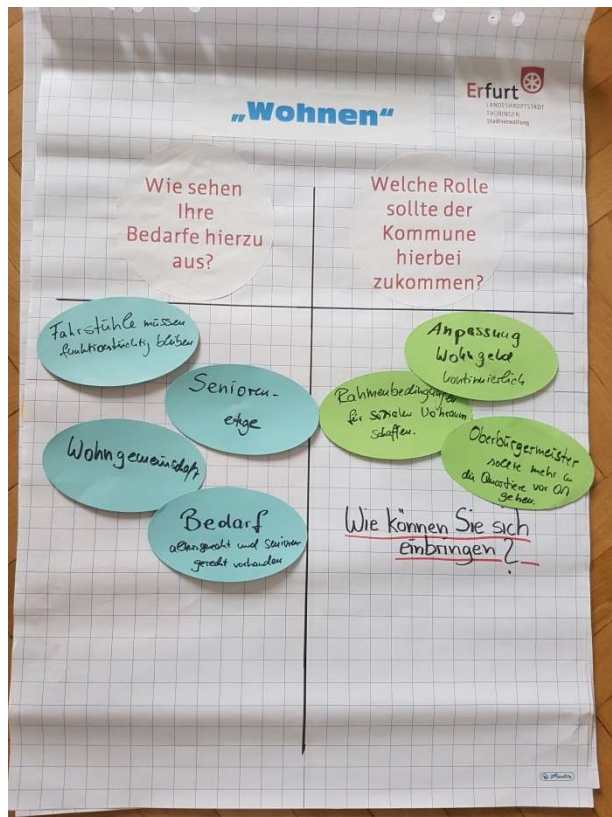 „Wohnen“
Erfurt
LANDESHAUPTSTADT
THÜRINGEN
Stadtverwaltung
Wie sehen
Ihre
Bedarfe hierzu
aus?
Welche Rolle
sollte der
Kommune
hierbei
zukommen?
Fahrstühle müssen
funktionstüchtig bleiben
Senioren-
Wohngemeinschaft
Bedarf
altersgerecht und senioren
gerecht vorhanden
Anpassung
Wohngeld
kontinuierlich
Rahmenbedingungen
für sozialen Wohnraum
schaffen.
Oberbürgermeister
sollte mehr in
die Quartiere vor Ort
gehen.
Wie können Sie sich
einbringen?